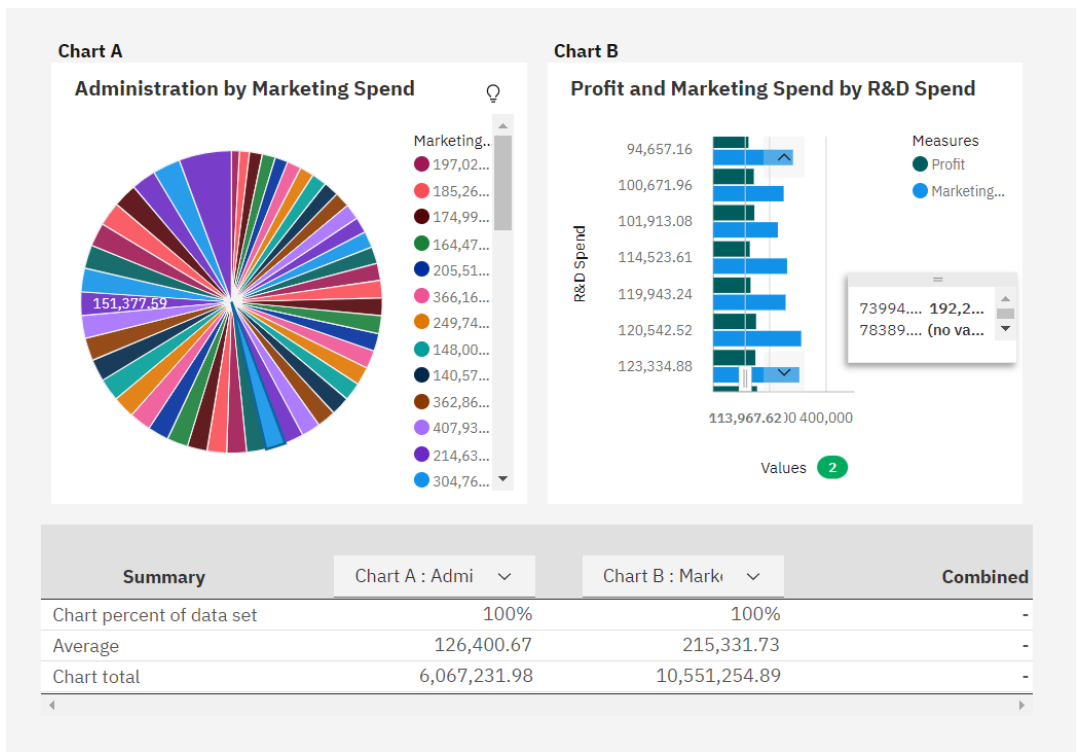 Chart A
Administration by Marketing Spend
Marketing...
197,02...
185,26...
174,99...
164,47...
205,51...
366,16...
249,74...
148,00...
140,57...
362,86...
407,93...
214,63...
304,76...
151,377.59
Chart B
Profit and Marketing Spend by R&D Spend
R&D Spend
94,657.16
100,671.96
101,913.08
114,523.61
119,943.24
120,542.52
123,334.88
Measures
Profit
Marketing...
73994.... 192,2...
78389.... (no va...
113,967.62
400,000
Values 2
Summary Chart A : Admi Chart B : Mark Combined
Chart percent of data set 100% 100% -
Average 126,400.67 215,331.73 -
Chart total 6,067,231.98 10,551,254.89 -